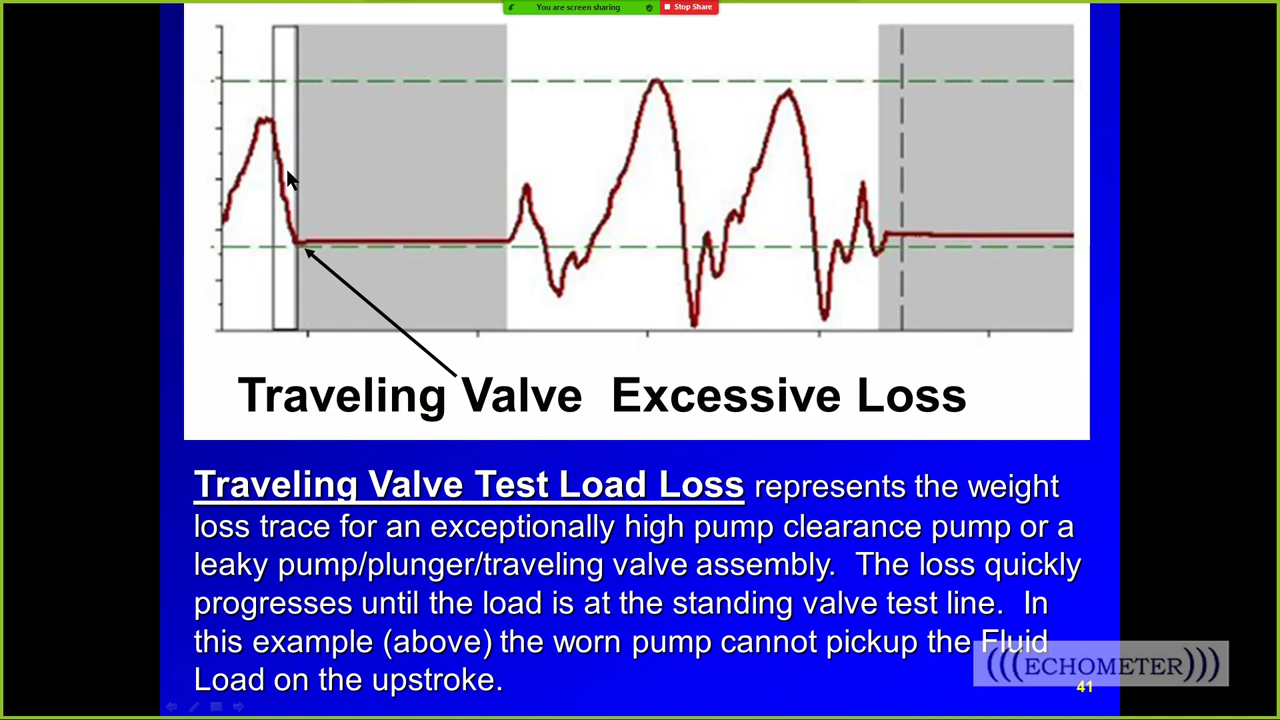 You are screen sharing
Stop Share
Traveling Valve  Excessive Loss
Traveling Valve Test Load Loss represents the weight
loss trace for an exceptionally high pump clearance pump or a
leaky pump/plunger/traveling valve assembly.  The loss quickly
progresses until the load is at the standing valve test line.  In
this example (above) the worn pump cannot pickup the Fluid
Load on the upstroke.
(((ECHOMETER)))
41